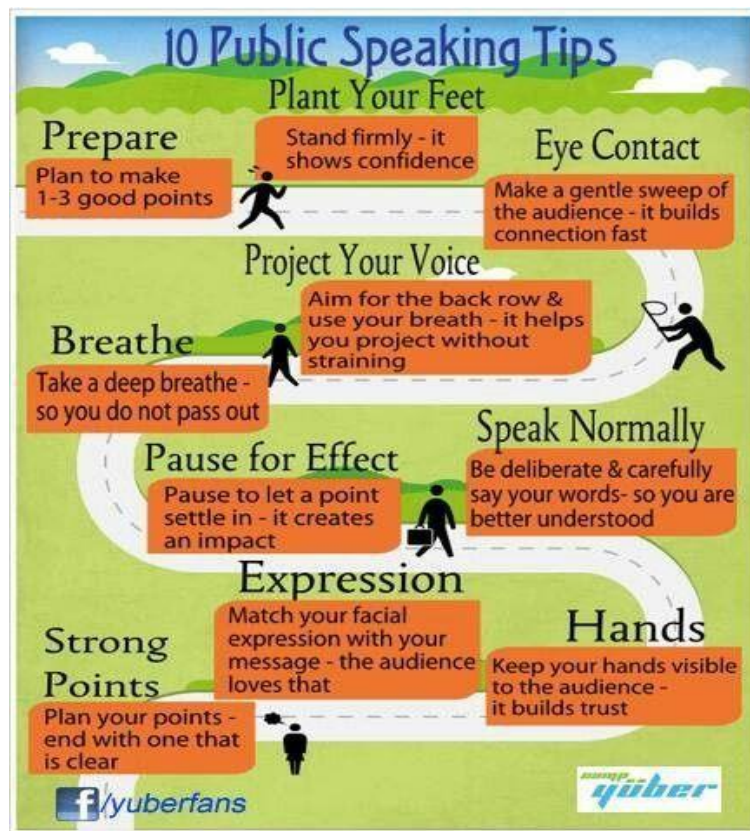 10 Public Speaking Tips
Plant Your Feet
Prepare
Stand firmly - it
shows confidence
Eye Contact
Plan to make
1-3 good points
Make a gentle sweep of
the audience - it builds
connection fast
Project Your Voice
Aim for the back row &
use your breath - it helps
you project without
straining
Breathe
Take a deep breathe -
so you do not pass out
Speak Normally
Pause for Effect
Be deliberate & carefully
say your words- so you are
better understood
Pause to let a point
settle in - it creates
an impact
Expression
Match your facial
expression with your
message - the audience
loves that
Hands
Keep your hands visible
to the audience -
it builds trust
Strong
Points
Plan your points -
end with one that
is clear
f/yuberfans
yüber